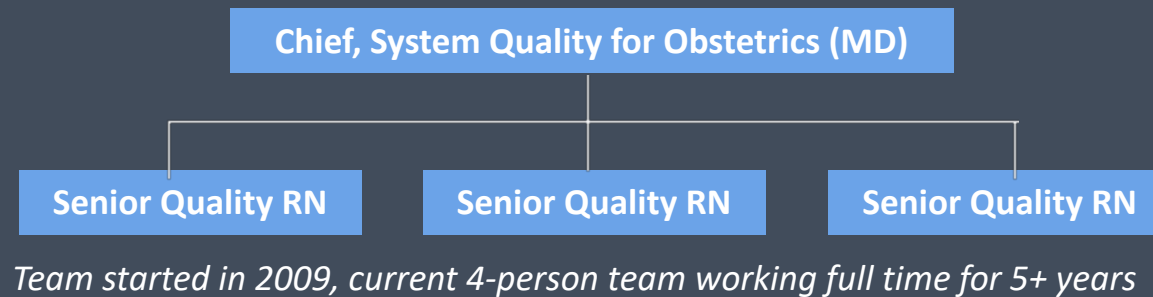 Chief, System Quality for Obstetrics (MD)
Senior Quality RN
Senior Quality RN
Senior Quality RN
Team started in 2009, current 4-person team working full time for 5+ years